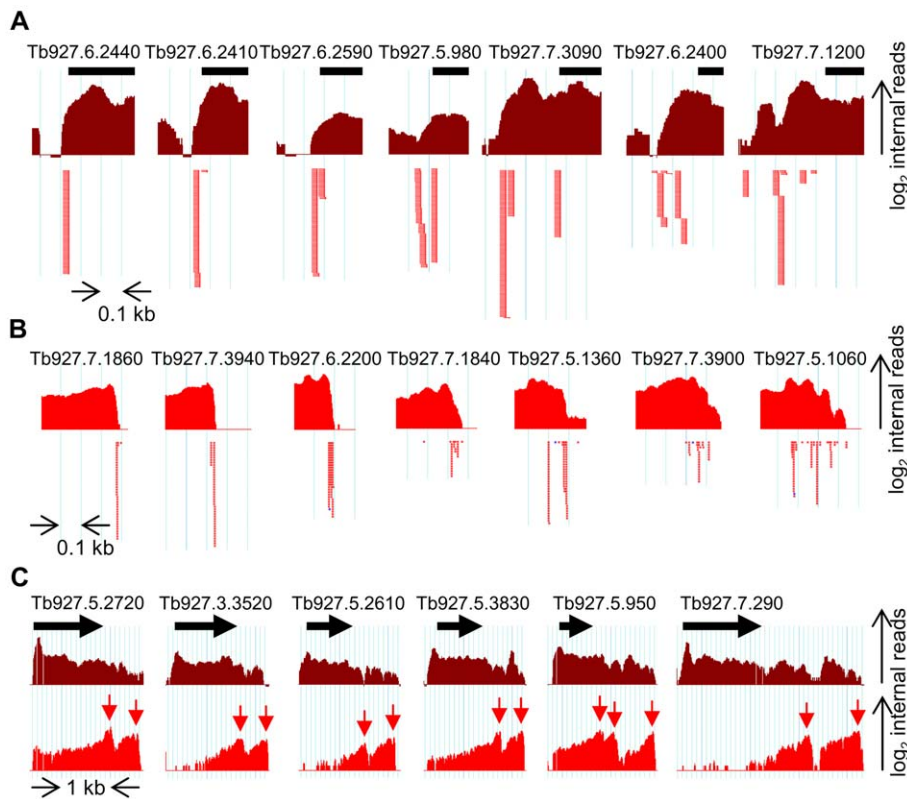 A
Tb927.6.2440 Tb927.6.2410 Tb927.6.2590 Tb927.5.980 Tb927.7.3090 Tb927.6.2400 Tb927.7.1200
log₂ internal reads
0.1 kb
B
Tb927.7.1860 Tb927.7.3940 Tb927.6.2200 Tb927.7.1840 Tb927.5.1360 Tb927.7.3900 Tb927.5.1060
log₂ internal reads
0.1 kb
C
Tb927.5.2720 Tb927.3.3520 Tb927.5.2610 Tb927.5.3830 Tb927.5.950 Tb927.7.290
log₂ internal reads
1 kb